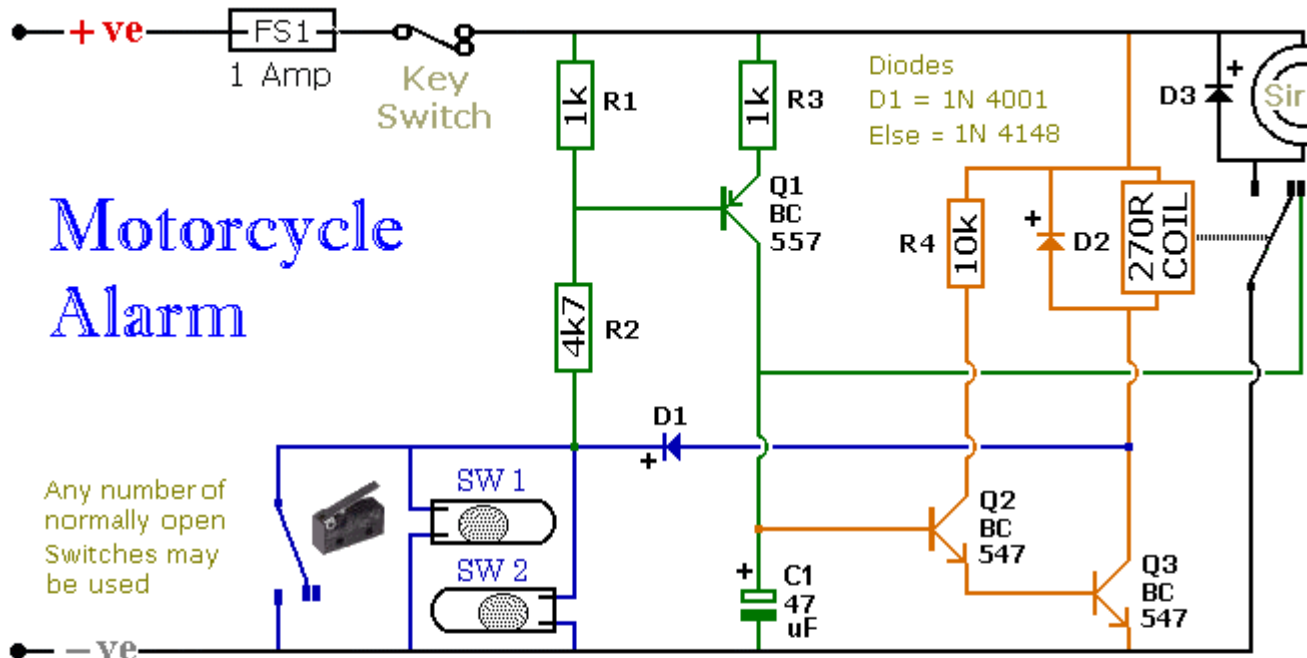 + ve
FS1
1 Amp
Key
Switch
1k
R1
1k
R3
Diodes
D1 = 1N 4001
Else = 1N 4148
D3
+
Sir
Motorcycle
Alarm
Q1
BC
557
R4
10k
+
D2
270R
COIL
4k7
R2
D1
+
Any number of
normally open
Switches may
be used
SW 1
SW 2
Q2
BC
547
+
C1
47
uF
Q3
BC
547
− ve